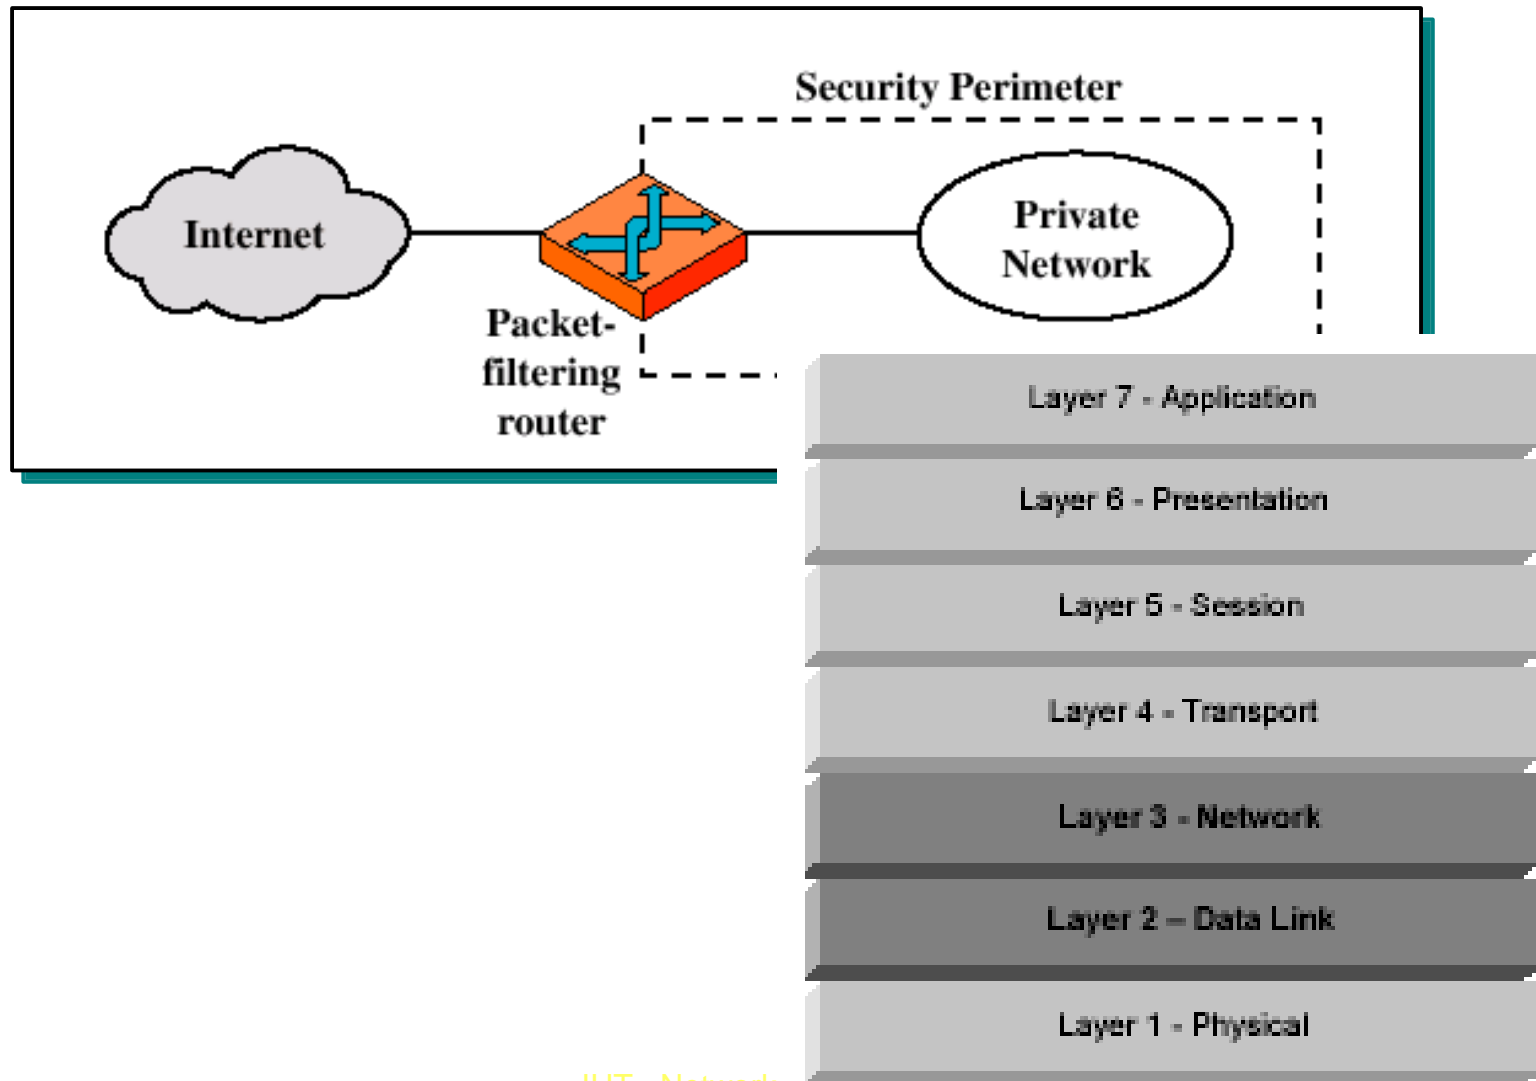 Security Perimeter
Internet
Private
Network
Packet-
filtering
router
Layer 7 - Application
Layer 6 - Presentation
Layer 5 - Session
Layer 4 - Transport
Layer 3 - Network
Layer 2 – Data Link
Layer 1 - Physical
Network